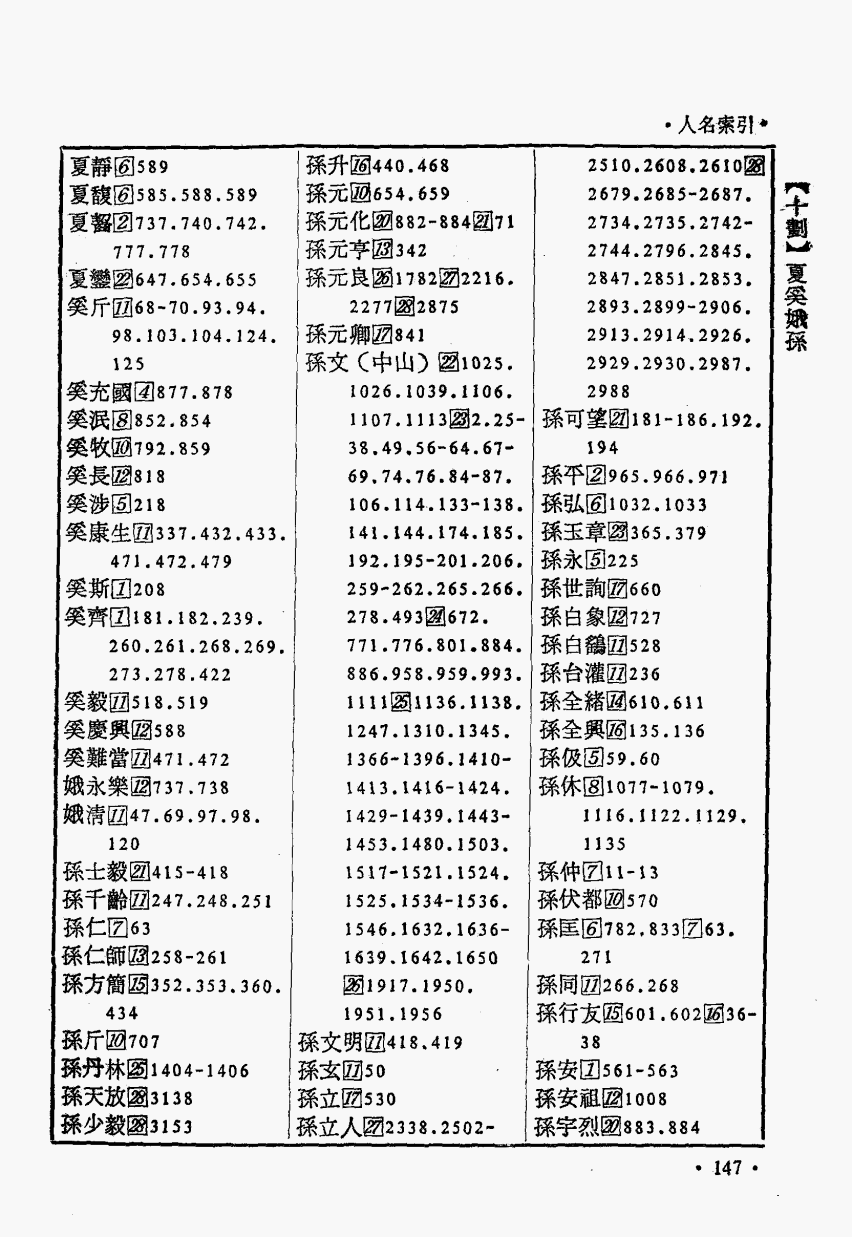 •人名索引•
【十劃】夏奚娥孫
夏靜⑥589
夏馥⑥585.588.589
夏②737.740.742.
777.778
夏鑾㉒647.654.655
奚斤⑪68-70.93.94.
98.103.104.124.
125
奚充國④877.878
奚泯⑧852.854
奚牧⑩792.859
奚長⑫818
奚涉⑤218
奚康生⑪337.432.433.
471.472.479
奚斯①208
奚齊①181.182.239.
260.261.268.269.
273.278.422
奚毅⑪518.519
奚慶興⑫588
奚難當⑪471.472
娥永樂⑫737.738
娥清⑪47.69.97.98.
120
孫士毅㉑415-418
孫千齡⑪247.248.251
孫仁⑦63
孫仁師⑬258-261
孫方簡⑮352.353.360.
434
孫斤⑩707
孫丹林㉕1404-1406
孫天放㉘3138
孫少毅㉘3153
孫升⑯440.468
孫元⑩654.659
孫元化⑳882-884㉑71
孫元亨⑬342
孫元良㉖1782㉗2216.
2277㉘2875
孫元卿⑰841
孫文（中山）㉒1025.
1026.1039.1106.
1107.1113㉓2.25-
38.49.56-64.67-
69.74.76.84-87.
106.114.133-138.
141.144.174.185.
192.195-201.206.
259-262.265.266.
278.493㉔672.
771.776.801.884.
886.958.959.993.
1111㉕1136.1138.
1247.1310.1345.
1366-1396.1410-
1413.1416-1424.
1429-1439.1443-
1453.1480.1503.
1517-1521.1524.
1525.1534-1536.
1546.1632.1636-
1639.1642.1650
㉖1917.1950.
1951.1956
孫文明⑪418.419
孫玄⑪50
孫立⑰530
孫立人㉗2338.2502-
2510.2608.2610㉘
2679.2685-2687.
2734.2735.2742-
2744.2796.2845.
2847.2851.2853.
2893.2899-2906.
2913.2914.2926.
2929.2930.2987.
2988
孫可望㉑181-186.192.
194
孫平②965.966.971
孫弘⑥1032.1033
孫玉章㉓365.379
孫永⑤225
孫世詢⑰660
孫白象⑫727
孫白鷂⑪528
孫台灌⑪236
孫全緒⑭610.611
孫全興⑯135.136
孫伋⑤59.60
孫休⑧1077-1079.
1116.1122.1129.
1135
孫仲⑦11-13
孫伏都⑩570
孫匡⑥782.833⑦63.
271
孫同⑪266.268
孫行友⑮601.602⑯36-
38
孫安①561-563
孫安祖⑫1008
孫宇烈⑳883.884
• 147 •